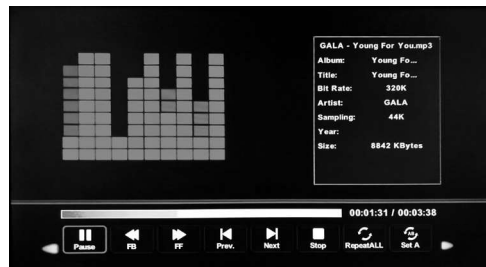 GALA - Young For You.mp3
Album: Young Fo...
Title: Young Fo...
Bit Rate: 320K
Artist: GALA
Sampling: 44K
Year:
Size: 8842 KBytes
00:01:31 / 00:03:38
Pause FB FF Prev. Next Stop RepeatALL Set A